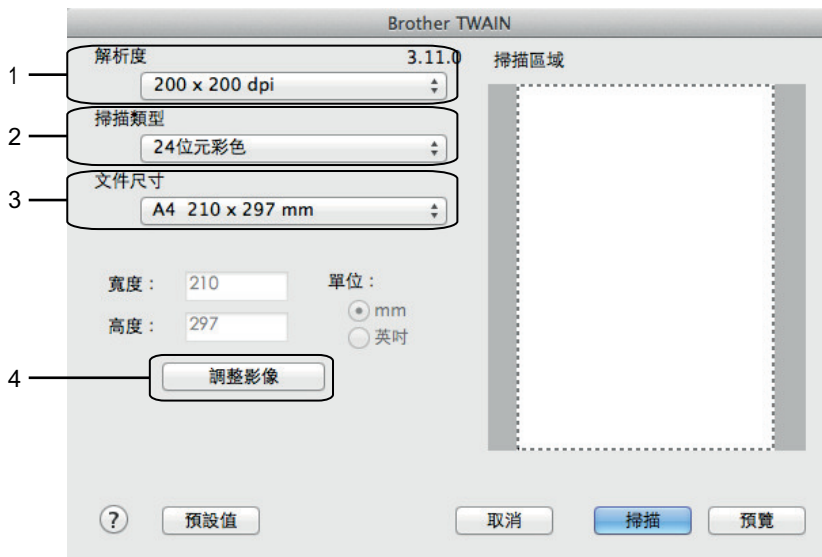 Brother TWAIN
解析度 3.11.0 掃描區域
1 200 x 200 dpi
掃描類型
2 24位元彩色
文件尺寸
3 A4 210 x 297 mm
寬度： 210 單位：
mm
高度： 297
英吋
4 調整影像
? 預設值 取消 掃描 預覽